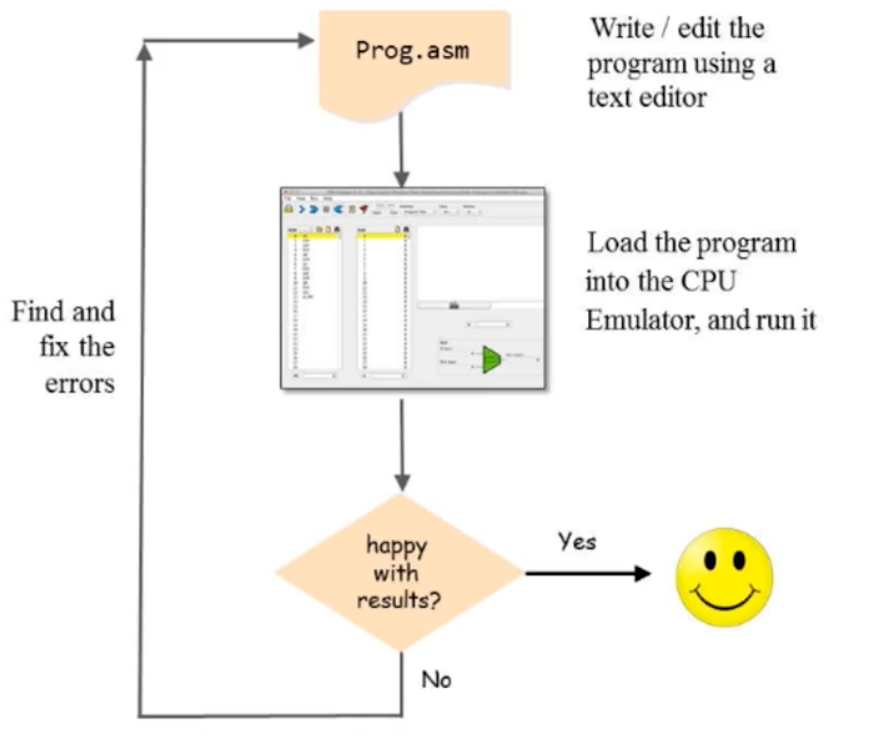 Prog.asm
Write / edit the
program using a
text editor
Load the program
into the CPU
Emulator, and run it
Find and
fix the
errors
happy
with
results?
Yes
No